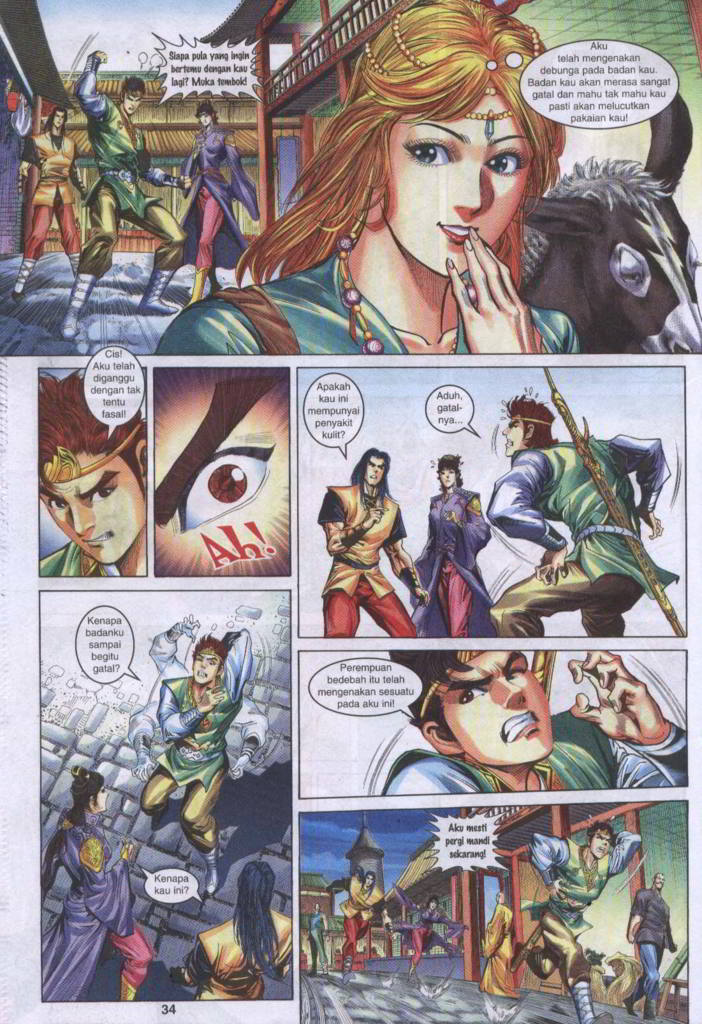 Siapa pula yang ingin
bertemu dengan kau
lagi? Muka tembok!
Aku
telah mengenakan
debunga pada badan kau.
Badan kau akan merasa sangat
gatal dan mahu tak mahu kau
pasti akan melucutkan
pakaian kau!
Cis!
Aku telah
diganggu
dengan tak
tentu
fasal!
Ah!
Apakah
kau ini
mempunyai
penyakit
kulit?
Aduh,
gatal-
nya...
Kenapa
badanku
sampai
begitu
gatal?
Kenapa
kau ini?
Perempuan
bedebah itu telah
mengenakan sesuatu
pada aku ini!
Aku mesti
pergi mandi
sekarang!
34